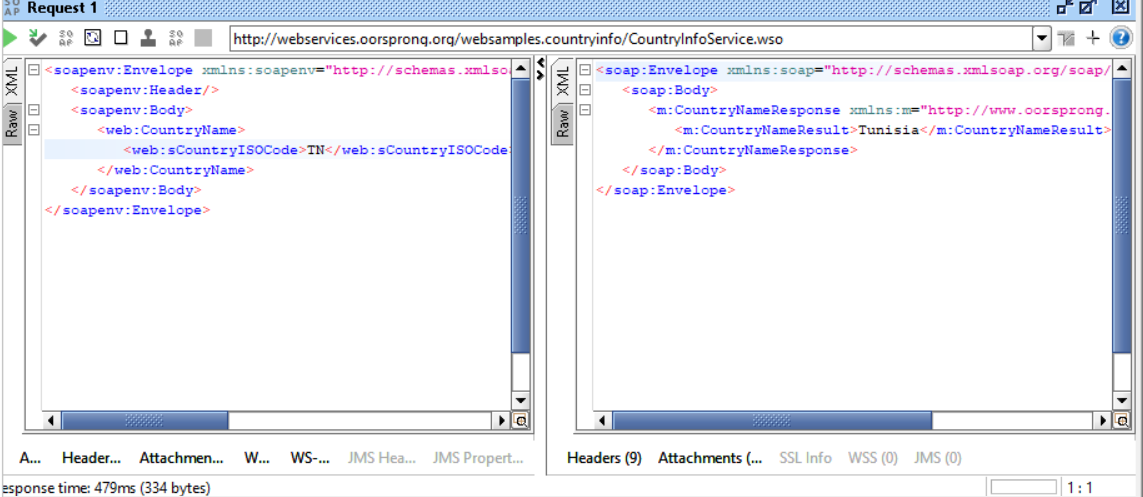 SO AP Request 1
SO AP SO AP http://webservices.oorsprong.org/websamples.countryinfo/CountryInfoService.wso ?
XML
Raw
<soapenv:Envelope xmlns:soapenv="http://schemas.xmlso
<soapenv:Header/>
<soapenv:Body>
<web:CountryName>
<web:sCountryISOCode>TN</web:sCountryISOCode
</web:CountryName>
</soapenv:Body>
</soapenv:Envelope>
XML
Raw
<soap:Envelope xmlns:soap="http://schemas.xmlsoap.org/soap/
<soap:Body>
<m:CountryNameResponse xmlns:m="http://www.oorsprong.
<m:CountryNameResult>Tunisia</m:CountryNameResult>
</m:CountryNameResponse>
</soap:Body>
</soap:Envelope>
A... Header... Attachmen... W... WS-... JMS Hea... JMS Propert...
Headers (9) Attachments (... SSL Info WSS (0) JMS (0)
esponse time: 479ms (334 bytes)
1 : 1